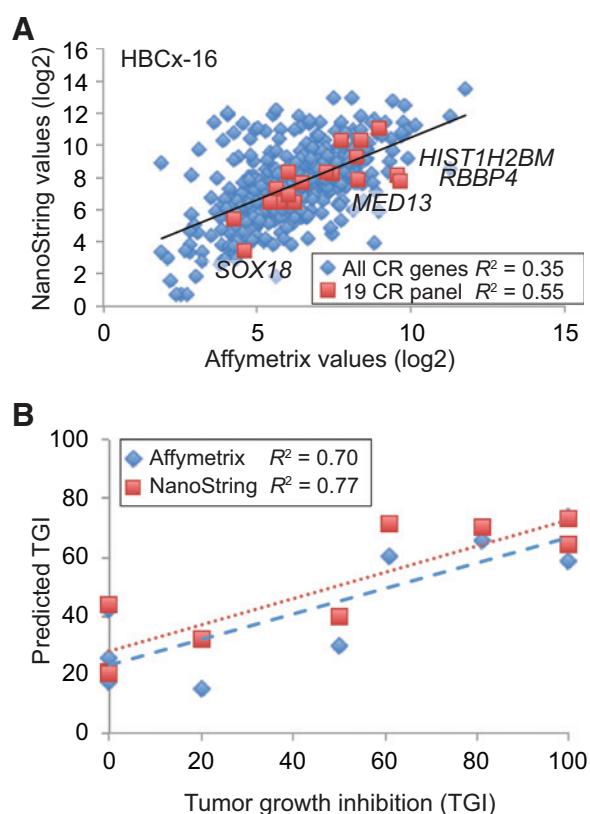 A
HBCx-16
NanoString values (log2)
16
14
12
10
8
6
4
2
0
HIST1H2BM
RBBP4
MED13
SOX18
All CR genes R² = 0.35
19 CR panel R² = 0.55
0 5 10 15
Affymetrix values (log2)
B
Predicted TGI
100
80
60
40
20
0
Affymetrix R² = 0.70
NanoString R² = 0.77
0 20 40 60 80 100
Tumor growth inhibition (TGI)